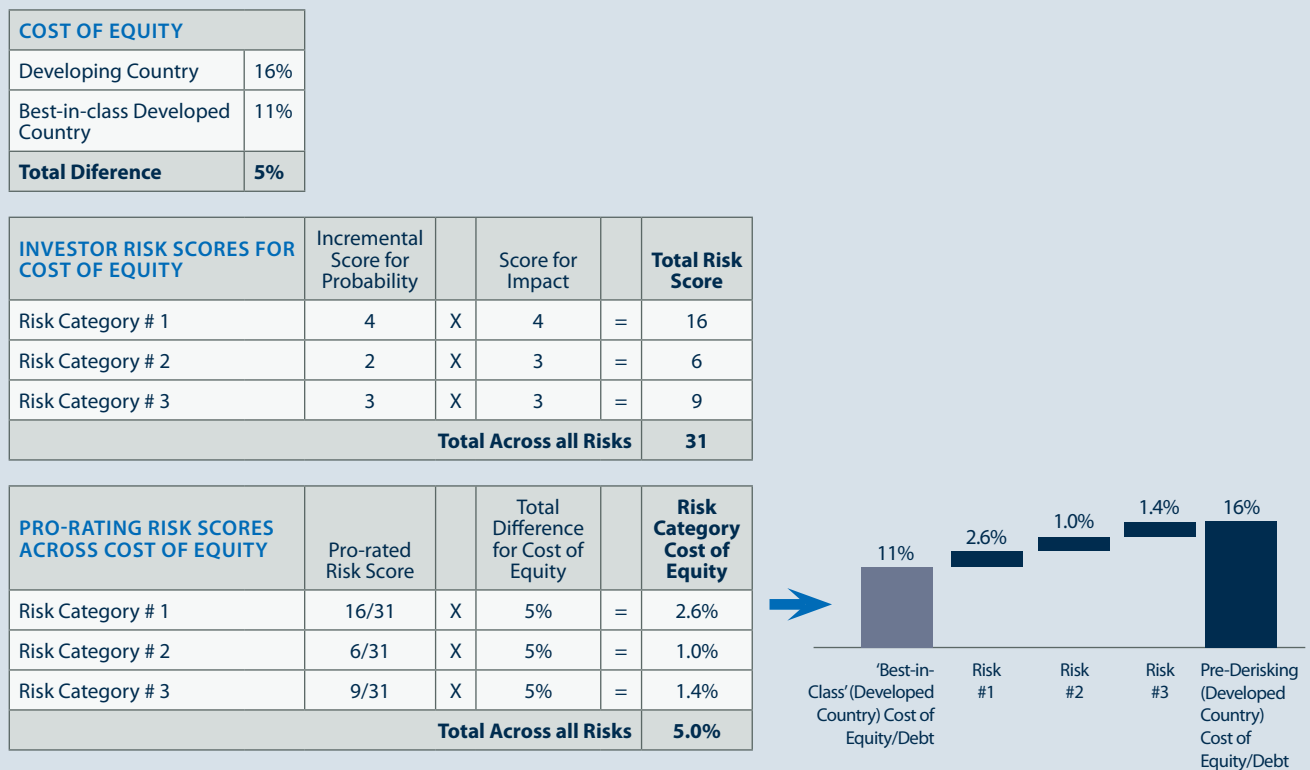 COST OF EQUITY
Developing Country 16%
Best-in-class Developed 11%
Country
Total Diference 5%
INVESTOR RISK SCORES FOR
COST OF EQUITY
Incremental
Score for
Probability
Score for
Impact
Total Risk
Score
Risk Category # 1 4 X 4 = 16
Risk Category # 2 2 X 3 = 6
Risk Category # 3 3 X 3 = 9
Total Across all Risks 31
PRO-RATING RISK SCORES
ACROSS COST OF EQUITY
Pro-rated
Risk Score
Total
Difference
for Cost of
Equity
Risk
Category
Cost of
Equity
Risk Category # 1 16/31 X 5% = 2.6%
Risk Category # 2 6/31 X 5% = 1.0%
Risk Category # 3 9/31 X 5% = 1.4%
Total Across all Risks 5.0%
11%
2.6%
1.0%
1.4%
16%
'Best-in-
Class'(Developed
Country) Cost of
Equity/Debt
Risk
#1
Risk
#2
Risk
#3
Pre-Derisking
(Developed
Country)
Cost of
Equity/Debt